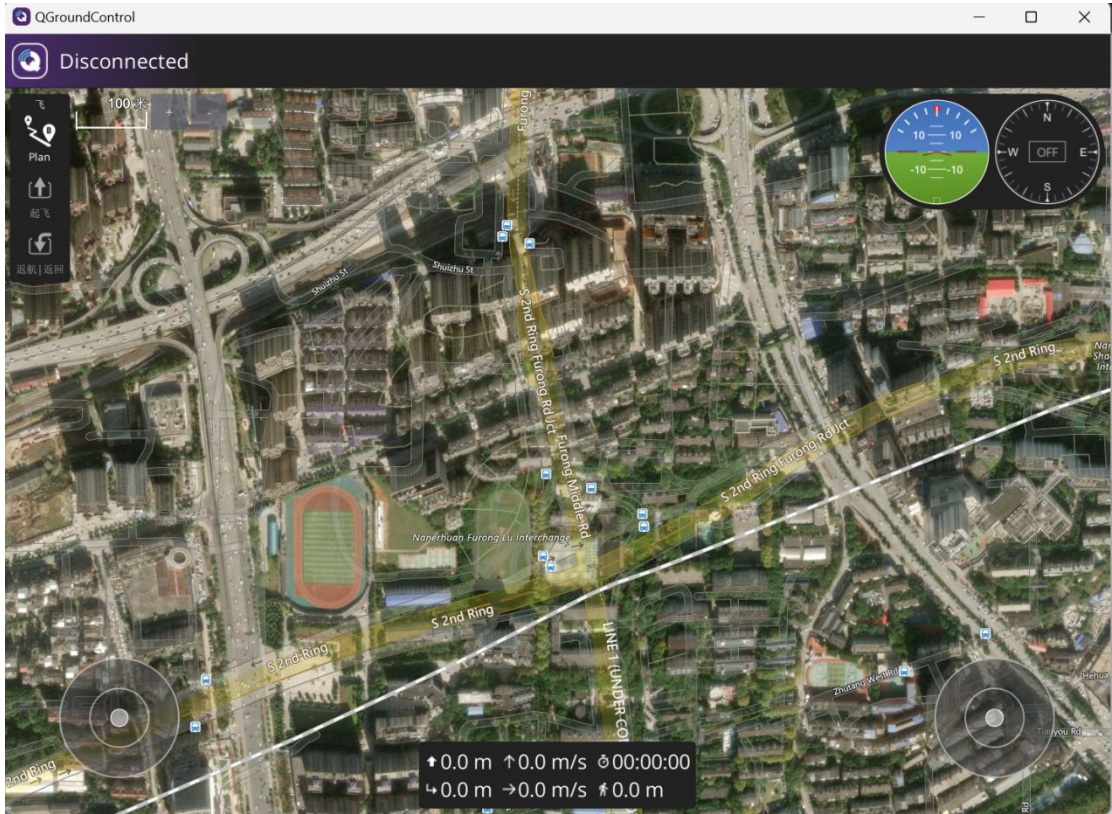 QGroundControl
Disconnected
飞
100 米
+ -
Plan
起飞
返航|返回
10 10
-10 -10
N
W OFF E
S
Furong
Shuizhu St
Shuizhu St
S 2nd Ring Furong Rd Jct
Furong Middle Rd
S 2nd Ring
S 2nd Ring Furong Rd Jct
Nanerhuan Furong Lu Interchange
S 2nd Ring
S 2nd Ring
2nd Ring
LINE 1 (UNDER CO
Zhutang West Rd
Hehua
Tianyou Rd
Rd
0.0 m 0.0 m/s 00:00:00
0.0 m 0.0 m/s 0.0 m